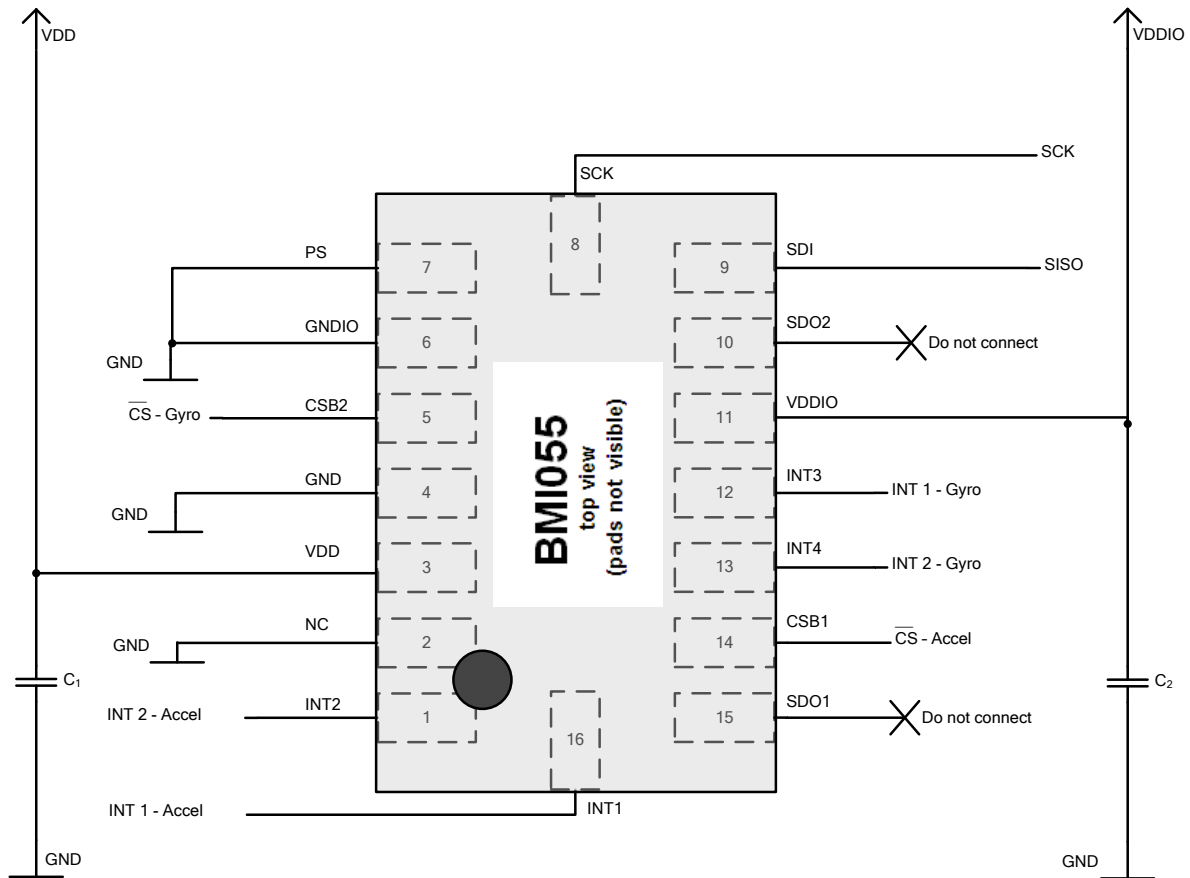 VDD
VDDIO
SCK
SCK
PS
7
8
9
SDI
SISO
GNDIO
6
10
SDO2
Do not connect
GND
CS - Gyro
CSB2
5
11
VDDIO
GND
4
12
INT3
INT 1 - Gyro
GND
BMI055
top view
(pads not visible)
VDD
3
13
INT4
INT 2 - Gyro
NC
2
14
CSB1
CS - Accel
GND
C₁
C₂
INT 2 - Accel
INT2
1
16
15
SDO1
Do not connect
INT 1 - Accel
INT1
GND
GND